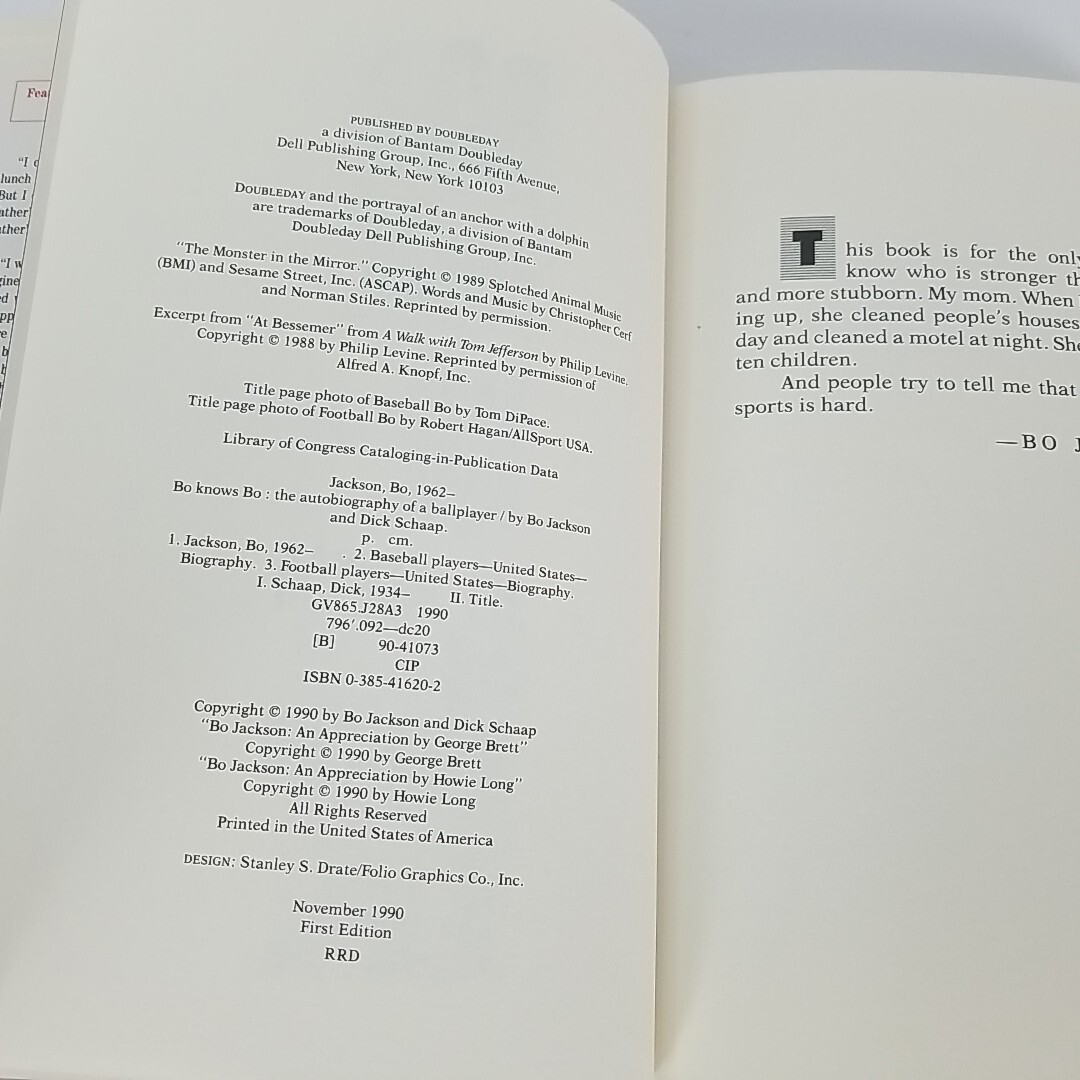 Fea
"I
lunch
But I
ather
ther
"I w
gine
ed
PUBLISHED BY DOUBLEDAY
a division of Bantam Doubleday
Dell Publishing Group, Inc., 666 Fifth Avenue,
New York, New York 10103
DOUBLEDAY and the portrayal of an anchor with a dolphin
are trademarks of Doubleday, a division of Bantam
Doubleday Dell Publishing Group, Inc.
"The Monster in the Mirror." Copyright © 1989 Splotched Animal Music
(BMI) and Sesame Street, Inc. (ASCAP). Words and Music by Christopher Cerf
and Norman Stiles. Reprinted by permission.
Excerpt from "At Bessemer" from A Walk with Tom Jefferson by Philip Levine.
Copyright © 1988 by Philip Levine. Reprinted by permission of
Alfred A. Knopf, Inc.
Title page photo of Baseball Bo by Tom DiPace.
Title page photo of Football Bo by Robert Hagan/AllSport USA.
Library of Congress Cataloging-in-Publication Data
Jackson, Bo, 1962–
Bo knows Bo : the autobiography of a ballplayer / by Bo Jackson
and Dick Schaap.
p. cm.
1. Jackson, Bo, 1962– . 2. Baseball players—United States—
Biography. 3. Football players—United States—Biography.
I. Schaap, Dick, 1934– II. Title.
GV865.J28A3 1990
796'.092—dc20
[B] 90-41073
CIP
ISBN 0-385-41620-2
Copyright © 1990 by Bo Jackson and Dick Schaap
"Bo Jackson: An Appreciation by George Brett"
Copyright © 1990 by George Brett
"Bo Jackson: An Appreciation by Howie Long"
Copyright © 1990 by Howie Long
All Rights Reserved
Printed in the United States of America
DESIGN: Stanley S. Drate/Folio Graphics Co., Inc.
November 1990
First Edition
RRD
This book is for the only
know who is stronger th
and more stubborn. My mom. When
ing up, she cleaned people's houses
day and cleaned a motel at night. She
ten children.
And people try to tell me that
sports is hard.
—BO J